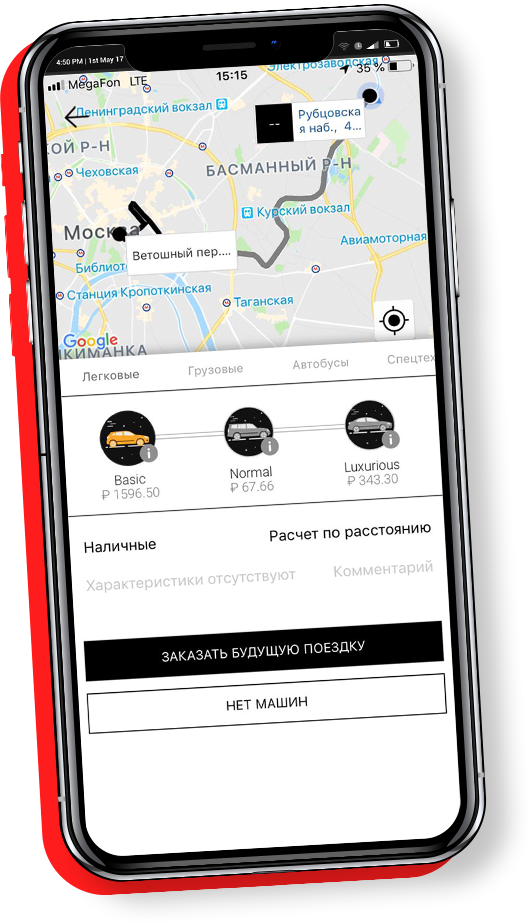 4:50 PM | 1st May 17
MegaFon LTE
15:15
35 %
Электрозаводская
Ленинградский вокзал
--
Рубцовска
я наб., 4...
КОЙ Р-Н
Чеховская
БАСМАННЫЙ Р-Н
Курский вокзал
Москва
Авиамоторная
Ветошный пер....
Библиот
Станция Кропоткинская
Таганская
Google
КИМАНКА
Легковые
Грузовые
Автобусы
Спецтех
Basic
₽ 1596.50
Normal
₽ 67.66
Luxurious
₽ 343.30
Наличные
Расчет по расстоянию
Характеристики отсутствуют
Комментарий
ЗАКАЗАТЬ БУДУЩУЮ ПОЕЗДКУ
НЕТ МАШИН